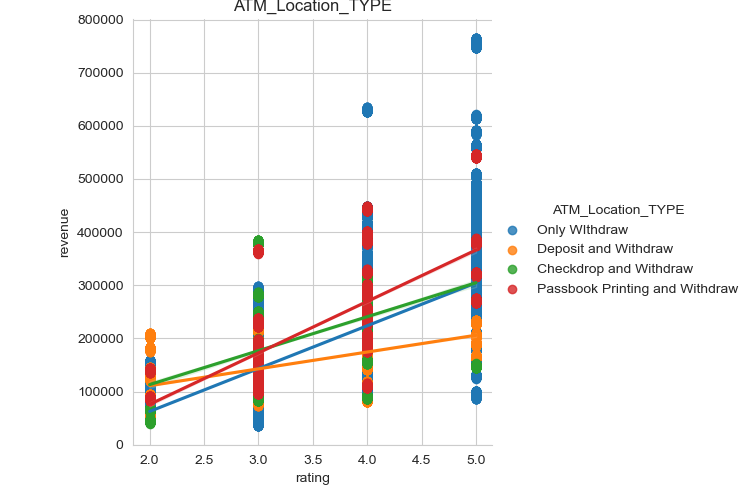 ATM_Location_TYPE
800000
700000
600000
500000
400000
300000
200000
100000
0
revenue
2.0 2.5 3.0 3.5 4.0 4.5 5.0
rating
ATM_Location_TYPE
Only WIthdraw
Deposit and Withdraw
Checkdrop and Withdraw
Passbook Printing and Withdraw